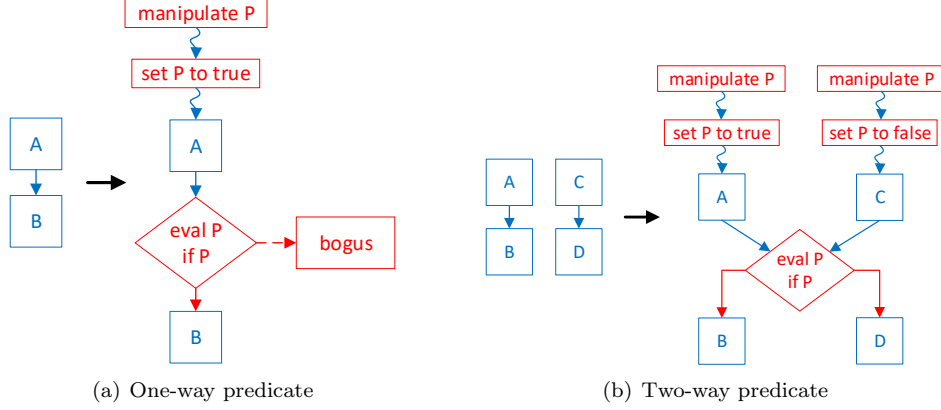 manipulate P
set P to true
A
B
A
eval P
if P
bogus
B
(a) One-way predicate
manipulate P
manipulate P
set P to true
set P to false
A
C
B
D
A
C
eval P
if P
B
D
(b) Two-way predicate